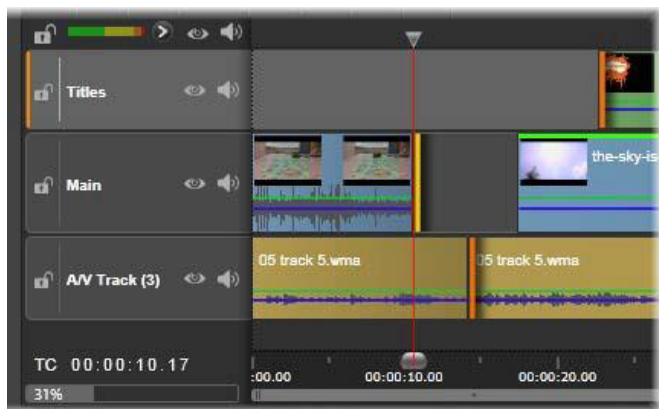 Titles
Main
the-sky-is
A/V Track (3)
05 track 5.wma
05 track 5.wma
TC 00:00:10.17
:00.00
00:00:10.00
00:00:20.00
31%